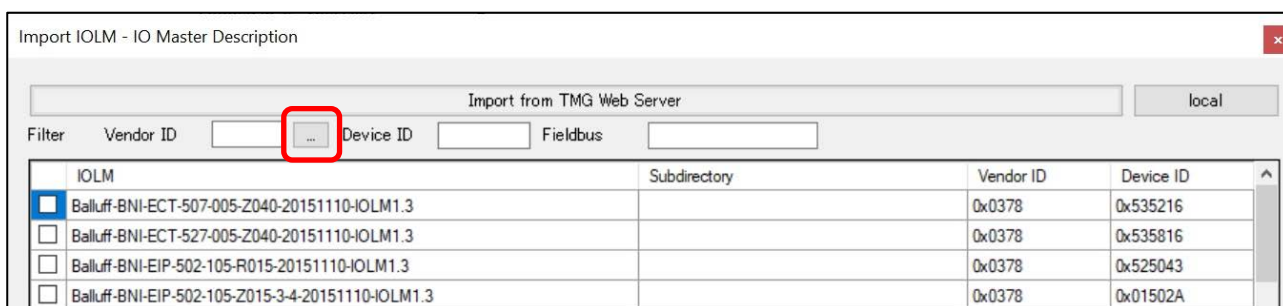 Import IOLM - IO Master Description
x
Import from TMG Web Server local
Filter Vendor ID ... Device ID Fieldbus
IOLM Subdirectory Vendor ID Device ID
Balluff-BNI-ECT-507-005-Z040-20151110-IOLM1.3 0x0378 0x535216
Balluff-BNI-ECT-527-005-Z040-20151110-IOLM1.3 0x0378 0x535816
Balluff-BNI-EIP-502-105-R015-20151110-IOLM1.3 0x0378 0x525043
Balluff-BNI-EIP-502-105-Z015-3-4-20151110-IOLM1.3 0x0378 0x01502A